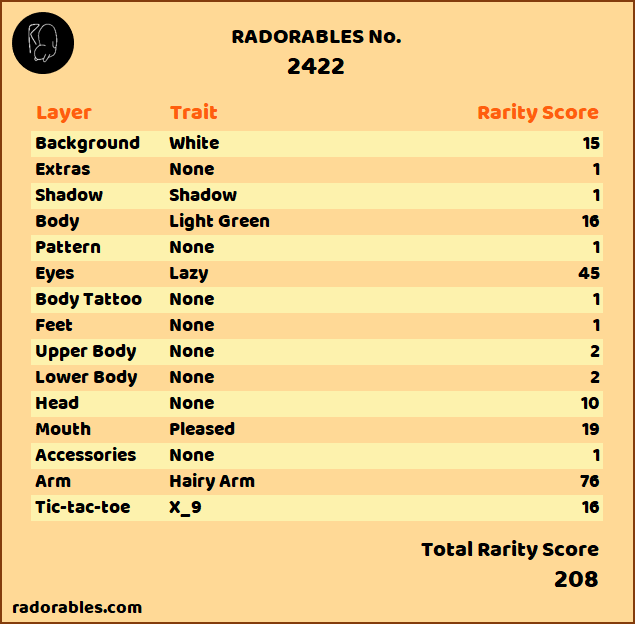 RADORABLES No.
2422
Layer Trait Rarity Score
Background White 15
Extras None 1
Shadow Shadow 1
Body Light Green 16
Pattern None 1
Eyes Lazy 45
Body Tattoo None 1
Feet None 1
Upper Body None 2
Lower Body None 2
Head None 10
Mouth Pleased 19
Accessories None 1
Arm Hairy Arm 76
Tic-tac-toe X_9 16
Total Rarity Score
208
radorables.com